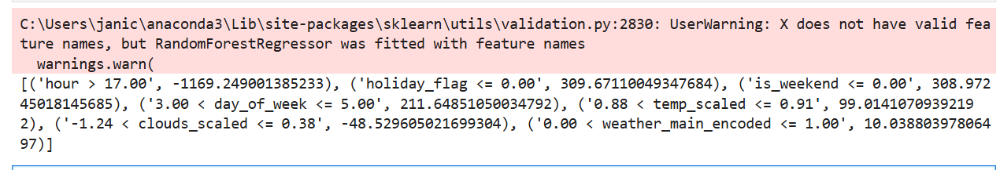 C:\Users\janic\anaconda3\Lib\site-packages\sklearn\utils\validation.py:2830: UserWarning: X does not have valid fea
ture names, but RandomForestRegressor was fitted with feature names
  warnings.warn(
[('hour > 17.00', -1169.249001385233), ('holiday_flag <= 0.00', 309.67110049347684), ('is_weekend <= 0.00', 308.972
45018145685), ('3.00 < day_of_week <= 5.00', 211.64851050034792), ('0.88 < temp_scaled <= 0.91', 99.0141070939219
2), ('-1.24 < clouds_scaled <= 0.38', -48.529605021699304), ('0.00 < weather_main_encoded <= 1.00', 10.038803978064
97)]